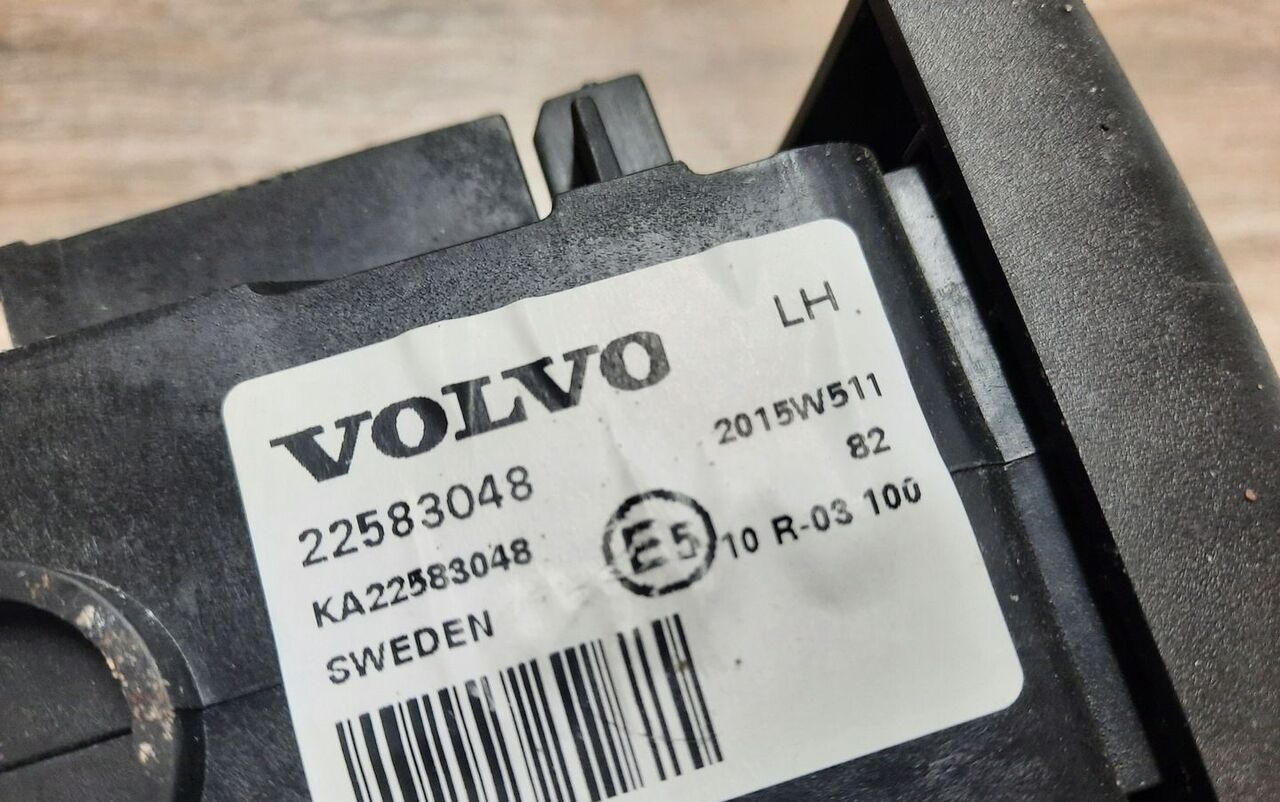 LH
VOLVO
22583048
2015W511
KA22583048
82
SWEDEN
E5 10 R-03 100